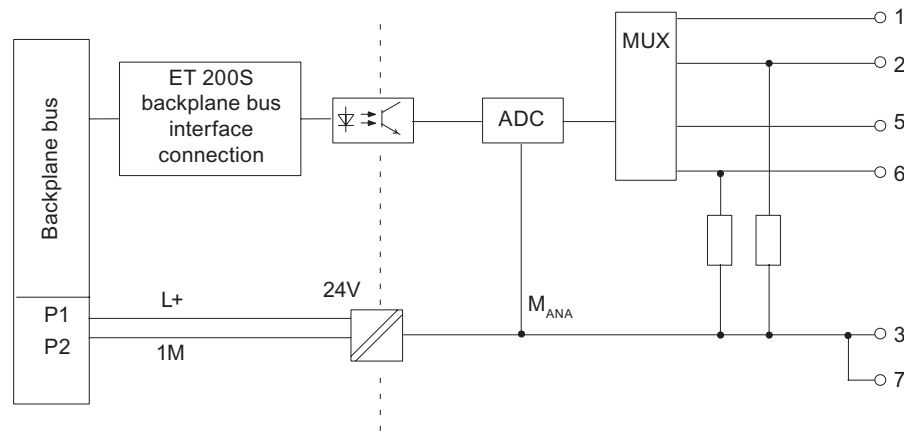 1
MUX
2
ET 200S
backplane bus
interface
connection
ADC
5
6
Backplane bus
24V
L+
M_ANA
P1
3
P2
1M
7